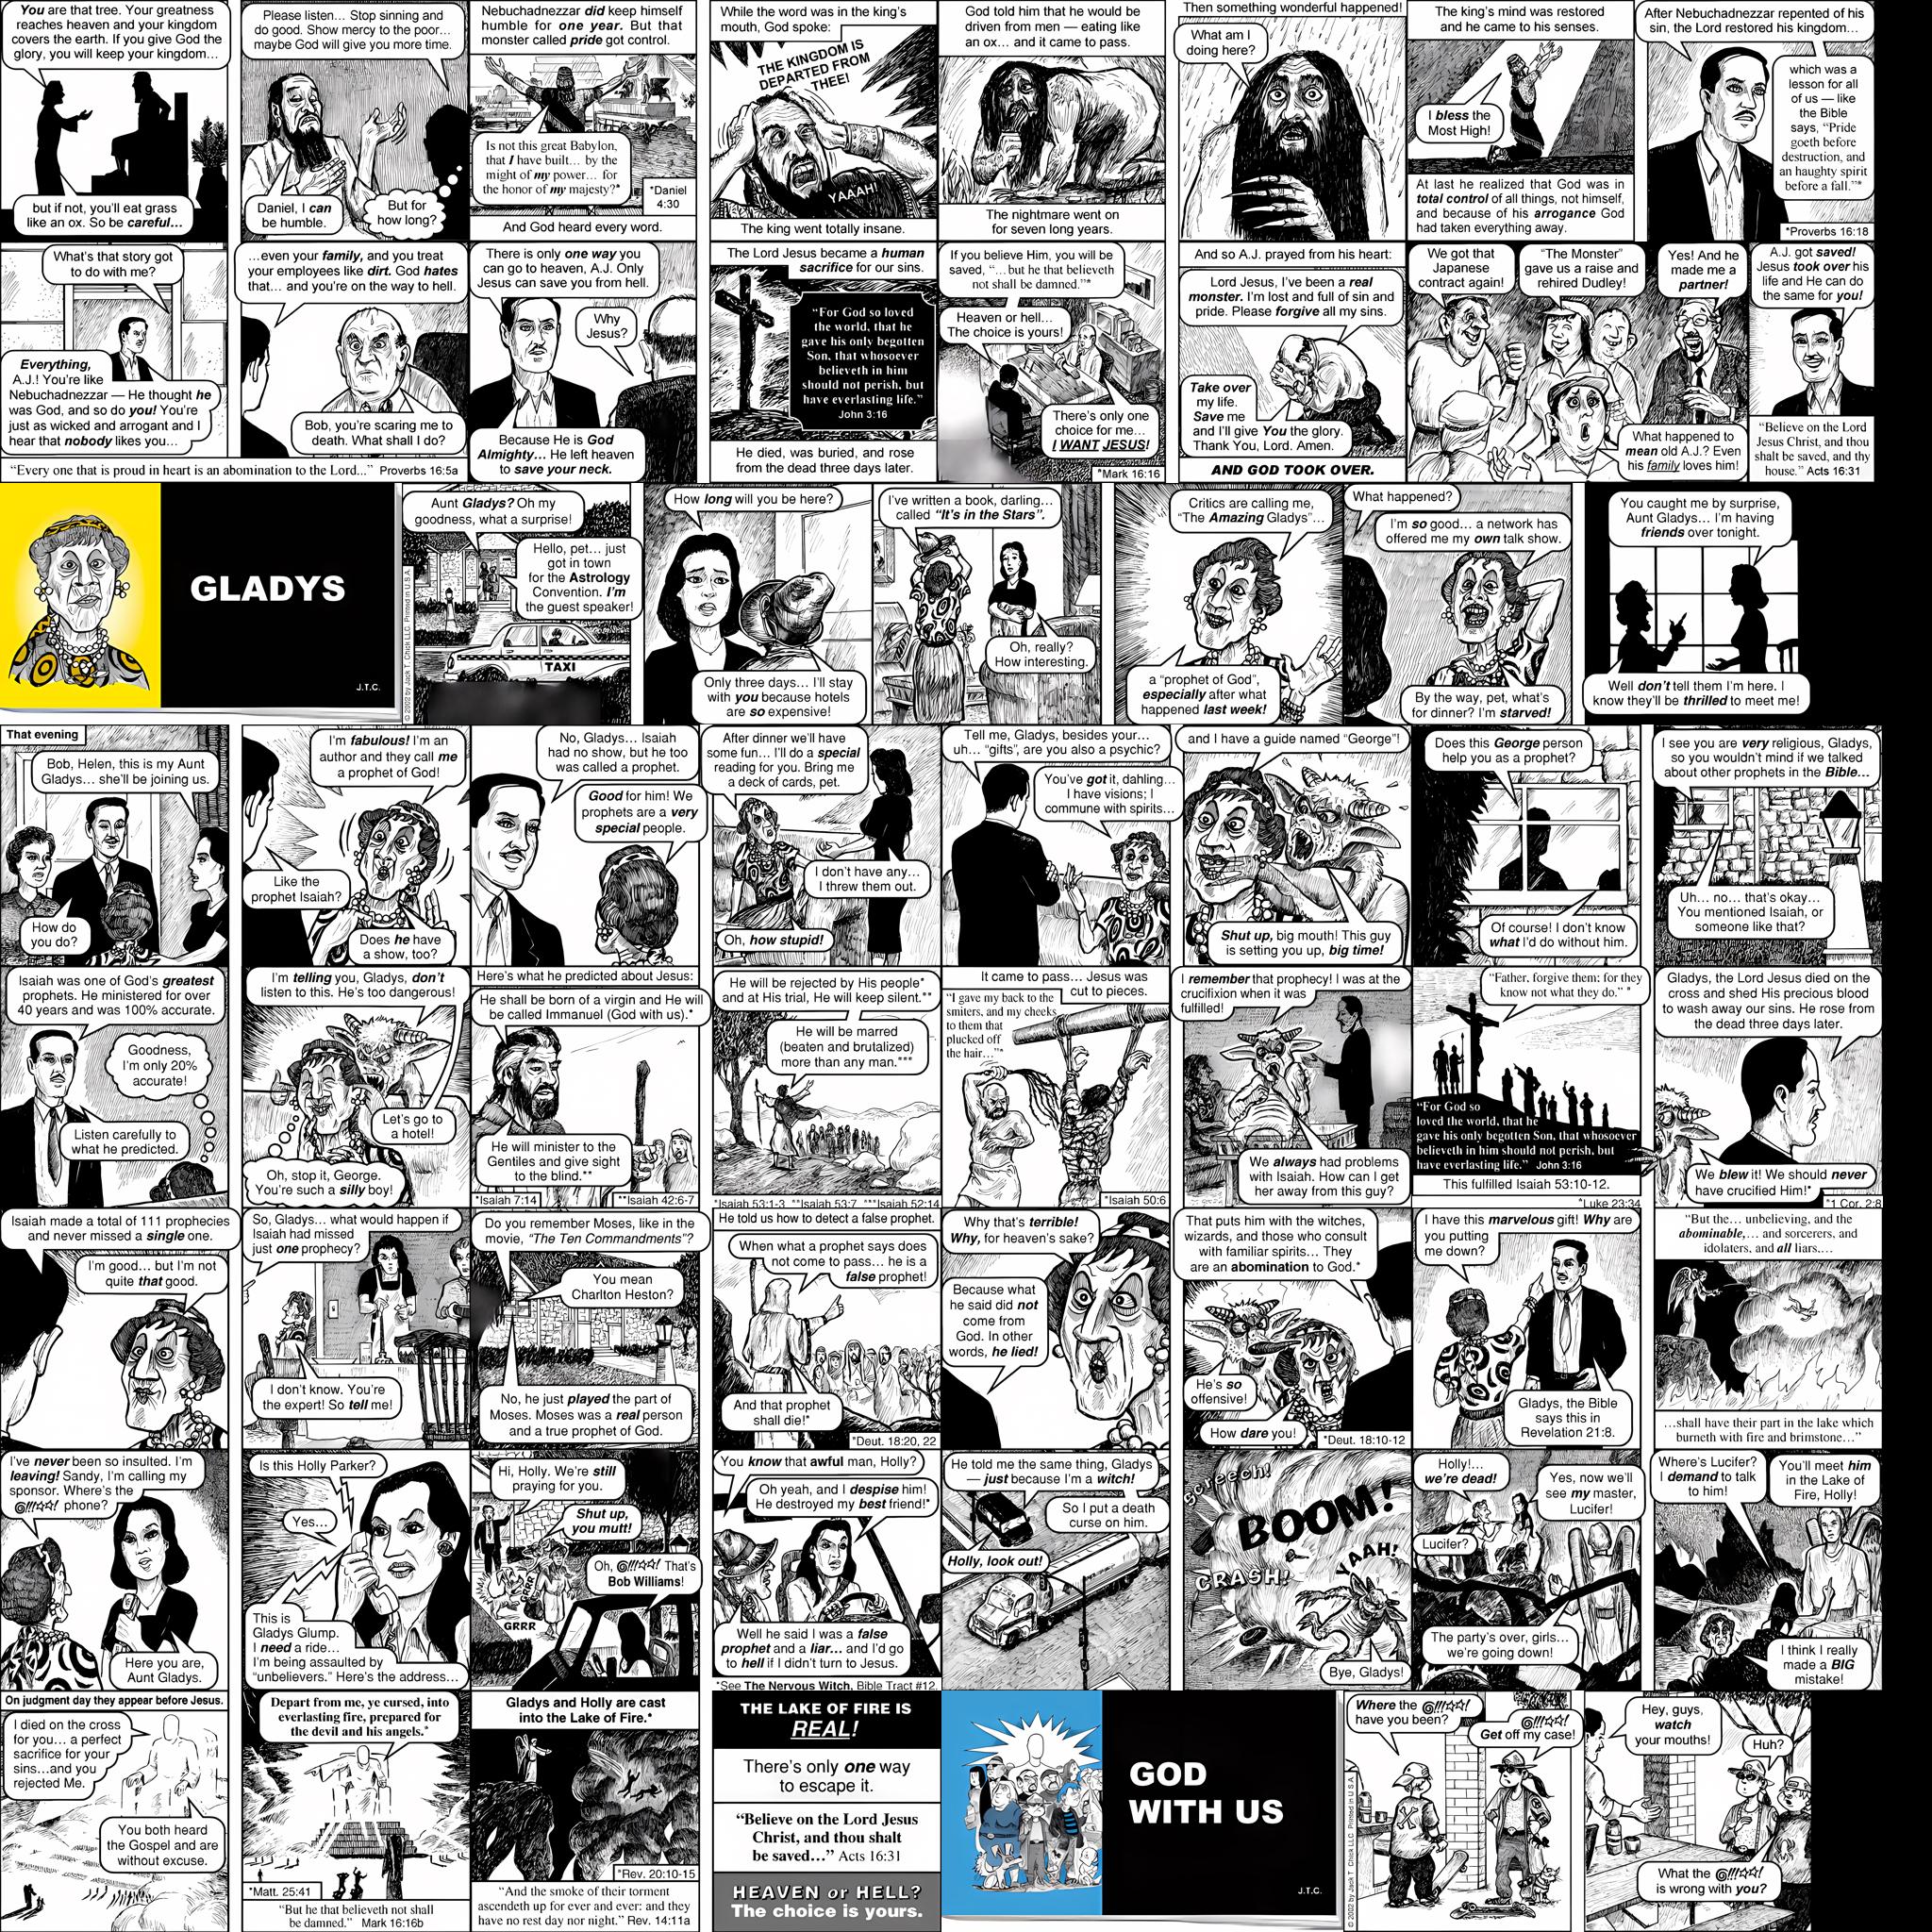 You are that tree. Your greatness
reaches heaven and your kingdom
covers the earth. If you give God the
glory, you will keep your kingdom...
but if not, you'll eat grass
like an ox. So be careful...
Please listen... Stop sinning and
do good. Show mercy to the poor...
maybe God will give you more time.
Daniel, I can
be humble.
But for
how long?
Nebuchadnezzar did keep himself
humble for one year. But that
monster called pride got control.
Is not this great Babylon,
that I have built... by the
might of my power... for
the honor of my majesty?*
*Daniel
4:30
And God heard every word.
While the word was in the king's
mouth, God spoke:
THE KINGDOM IS
DEPARTED FROM
THEE!
YAAAH!
The king went totally insane.
God told him that he would be
driven from men — eating like
an ox... and it came to pass.
The nightmare went on
for seven long years.
Then something wonderful happened!
What am I
doing here?
The king's mind was restored
and he came to his senses.
I bless the
Most High!
At last he realized that God was in
total control of all things, not himself,
and because of his arrogance God
had taken everything away.
After Nebuchadnezzar repented of his
sin, the Lord restored his kingdom...
which was a
lesson for all
of us — like
the Bible
says, “Pride
goeth before
destruction, and
an haughty spirit
before a fall.”*
*Proverbs 16:18
What's that story got
to do with me?
Everything,
A.J.! You're like
Nebuchadnezzar — He thought he
was God, and so do you! You're
just as wicked and arrogant and I
hear that nobody likes you...
...even your family, and you treat
your employees like dirt. God hates
that... and you're on the way to hell.
Bob, you're scaring me to
death. What shall I do?
“Every one that is proud in heart is an abomination to the Lord...” Proverbs 16:5a
There is only one way you
can go to heaven, A.J. Only
Jesus can save you from hell.
Why
Jesus?
Because He is God
Almighty... He left heaven
to save your neck.
The Lord Jesus became a human
sacrifice for our sins.
“For God so loved
the world, that he
gave his only begotten
Son, that whosoever
believeth in him
should not perish, but
have everlasting life.”
John 3:16
He died, was buried, and rose
from the dead three days later.
If you believe Him, you will be
saved, “...but he that believeth
not shall be damned.”*
Heaven or hell...
The choice is yours!
There's only one
choice for me...
I WANT JESUS!
*Mark 16:16
And so A.J. prayed from his heart:
Lord Jesus, I've been a real
monster. I'm lost and full of sin and
pride. Please forgive all my sins.
Take over
my life.
Save me
and I'll give You the glory.
Thank You, Lord. Amen.
AND GOD TOOK OVER.
We got that
Japanese
contract again!
“The Monster”
gave us a raise and
rehired Dudley!
Yes! And he
made me a
partner!
What happened to
mean old A.J.? Even
his family loves him!
A.J. got saved!
Jesus took over his
life and He can do
the same for you!
“Believe on the Lord
Jesus Christ, and thou
shalt be saved, and thy
house.” Acts 16:31
GLADYS
J.T.C.
© 2002 by Jack T. Chick LLC. Printed in U.S.A.
Aunt Gladys? Oh my
goodness, what a surprise!
Hello, pet... just
got in town
for the Astrology
Convention. I'm
the guest speaker!
TAXI
How long will you be here?
Only three days... I'll stay
with you because hotels
are so expensive!
I've written a book, darling...
called “It's in the Stars”.
Oh, really?
How interesting.
Critics are calling me,
“The Amazing Gladys”...
a “prophet of God”,
especially after what
happened last week!
What happened?
I'm so good... a network has
offered me my own talk show.
By the way, pet, what's
for dinner? I'm starved!
You caught me by surprise,
Aunt Gladys... I'm having
friends over tonight.
Well don't tell them I'm here. I
know they'll be thrilled to meet me!
That evening
Bob, Helen, this is my Aunt
Gladys... she'll be joining us.
How do
you do?
I'm fabulous! I'm an
author and they call me
a prophet of God!
Like the
prophet Isaiah?
Does he have
a show, too?
No, Gladys... Isaiah
had no show, but he too
was called a prophet.
Good for him! We
prophets are a very
special people.
After dinner we'll have
some fun... I'll do a special
reading for you. Bring me
a deck of cards, pet.
I don't have any...
I threw them out.
Oh, how stupid!
Tell me, Gladys, besides your...
uh... “gifts”, are you also a psychic?
You've got it, dahling...
I have visions; I
commune with spirits...
and I have a guide named “George”!
Shut up, big mouth! This guy
is setting you up, big time!
Does this George person
help you as a prophet?
Of course! I don't know
what I'd do without him.
I see you are very religious, Gladys,
so you wouldn't mind if we talked
about other prophets in the Bible...
Uh... no... that's okay...
You mentioned Isaiah, or
someone like that?
Isaiah was one of God's greatest
prophets. He ministered for over
40 years and was 100% accurate.
Goodness,
I'm only 20%
accurate!
Listen carefully to
what he predicted.
I'm telling you, Gladys, don't
listen to this. He's too dangerous!
Let's go to
a hotel!
Oh, stop it, George.
You're such a silly boy!
Here's what he predicted about Jesus:
He shall be born of a virgin and He will
be called Immanuel (God with us).*
He will minister to the
Gentiles and give sight
to the blind.**
*Isaiah 7:14
**Isaiah 42:6-7
He will be rejected by His people*
and at His trial, He will keep silent.**
He will be marred
(beaten and brutalized)
more than any man.***
*Isaiah 53:1-3 **Isaiah 53:7 ***Isaiah 52:14
It came to pass... Jesus was
cut to pieces.
“I gave my back to the
smiters, and my cheeks
to them that
plucked off
the hair...”*
*Isaiah 50:6
I remember that prophecy! I was at the
crucifixion when it was
fulfilled!
We always had problems
with Isaiah. How can I get
her away from this guy?
“Father, forgive them; for they
know not what they do.” *
“For God so
loved the world, that he
gave his only begotten Son, that whosoever
believeth in him should not perish, but
have everlasting life.” John 3:16
This fulfilled Isaiah 53:10-12.
*Luke 23:34
Gladys, the Lord Jesus died on the
cross and shed His precious blood
to wash away our sins. He rose from
the dead three days later.
We blew it! We should never
have crucified Him!*
*1 Cor. 2:8
Isaiah made a total of 111 prophecies
and never missed a single one.
I'm good... but I'm not
quite that good.
So, Gladys... what would happen if
Isaiah had missed
just one prophecy?
I don't know. You're
the expert! So tell me!
Do you remember Moses, like in the
movie, “The Ten Commandments”?
You mean
Charlton Heston?
No, he just played the part of
Moses. Moses was a real person
and a true prophet of God.
He told us how to detect a false prophet.
When what a prophet says does
not come to pass... he is a
false prophet!
And that prophet
shall die!*
*Deut. 18:20, 22
Why that's terrible!
Why, for heaven's sake?
Because what
he said did not
come from
God. In other
words, he lied!
That puts him with the witches,
wizards, and those who consult
with familiar spirits... They
are an abomination to God.*
He's so
offensive!
How dare you!
*Deut. 18:10-12
I have this marvelous gift! Why are
you putting
me down?
Gladys, the Bible
says this in
Revelation 21:8.
“But the... unbelieving, and the
abominable,... and sorcerers, and
idolaters, and all liars....
...shall have their part in the lake which
burneth with fire and brimstone...”
I've never been so insulted. I'm
leaving! Sandy, I'm calling my
sponsor. Where's the
@!!!☆☆! phone?
Here you are,
Aunt Gladys.
Is this Holly Parker?
Yes...
This is
Gladys Glump.
I need a ride...
I'm being assaulted by
“unbelievers.” Here's the address...
Hi, Holly. We're still
praying for you.
Shut up,
you mutt!
Oh, @!!!☆☆! That's
Bob Williams!
GRRR
GRRR
You know that awful man, Holly?
Oh yeah, and I despise him!
He destroyed my best friend!*
Well he said I was a false
prophet and a liar... and I'd go
to hell if I didn't turn to Jesus.
*See The Nervous Witch, Bible Tract #12.
He told me the same thing, Gladys
— just because I'm a witch!
So I put a death
curse on him.
Holly, look out!
screech!
BOOM!
CRASH!
YAAH!
Bye, Gladys!
Holly!...
we're dead!
Yes, now we'll
see my master,
Lucifer!
Lucifer?
The party's over, girls...
we're going down!
Where's Lucifer?
I demand to talk
to him!
You'll meet him
in the Lake of
Fire, Holly!
I think I really
made a BIG
mistake!
On judgment day they appear before Jesus.
I died on the cross
for you... a perfect
sacrifice for your
sins...and you
rejected Me.
You both heard
the Gospel and are
without excuse.
Depart from me, ye cursed, into
everlasting fire, prepared for
the devil and his angels.*
*Matt. 25:41
“But he that believeth not shall
be damned.” Mark 16:16b
Gladys and Holly are cast
into the Lake of Fire.*
*Rev. 20:10-15
“And the smoke of their torment
ascendeth up for ever and ever: and they
have no rest day nor night.” Rev. 14:11a
THE LAKE OF FIRE IS
REAL!
There's only one way
to escape it.
“Believe on the Lord Jesus
Christ, and thou shalt
be saved...” Acts 16:31
HEAVEN or HELL?
The choice is yours.
GOD
WITH US
J.T.C.
© 2002 by Jack T. Chick LLC Printed in U.S.A.
Where the @!!!☆☆!
have you been?
@!!!☆☆!
Get off my case!
Hey, guys,
watch
your mouths!
Huh?
What the @!!!☆☆!
is wrong with you?